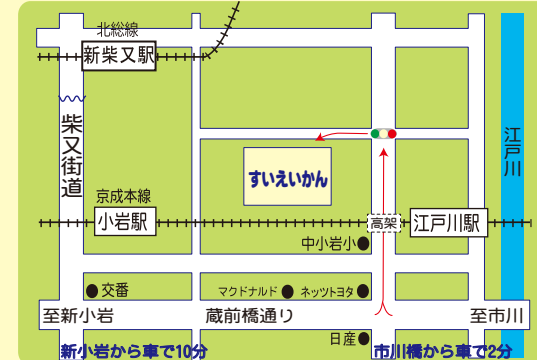 北総線
新柴又駅
柴又街道
江戸川
すいえいかん
京成本線
小岩駅
高架
江戸川駅
中小岩小
交番
マクドナルド
ネッツトヨタ
至新小岩
蔵前橋通り
至市川
日産
新小岩から車で10分
市川橋から車で2分